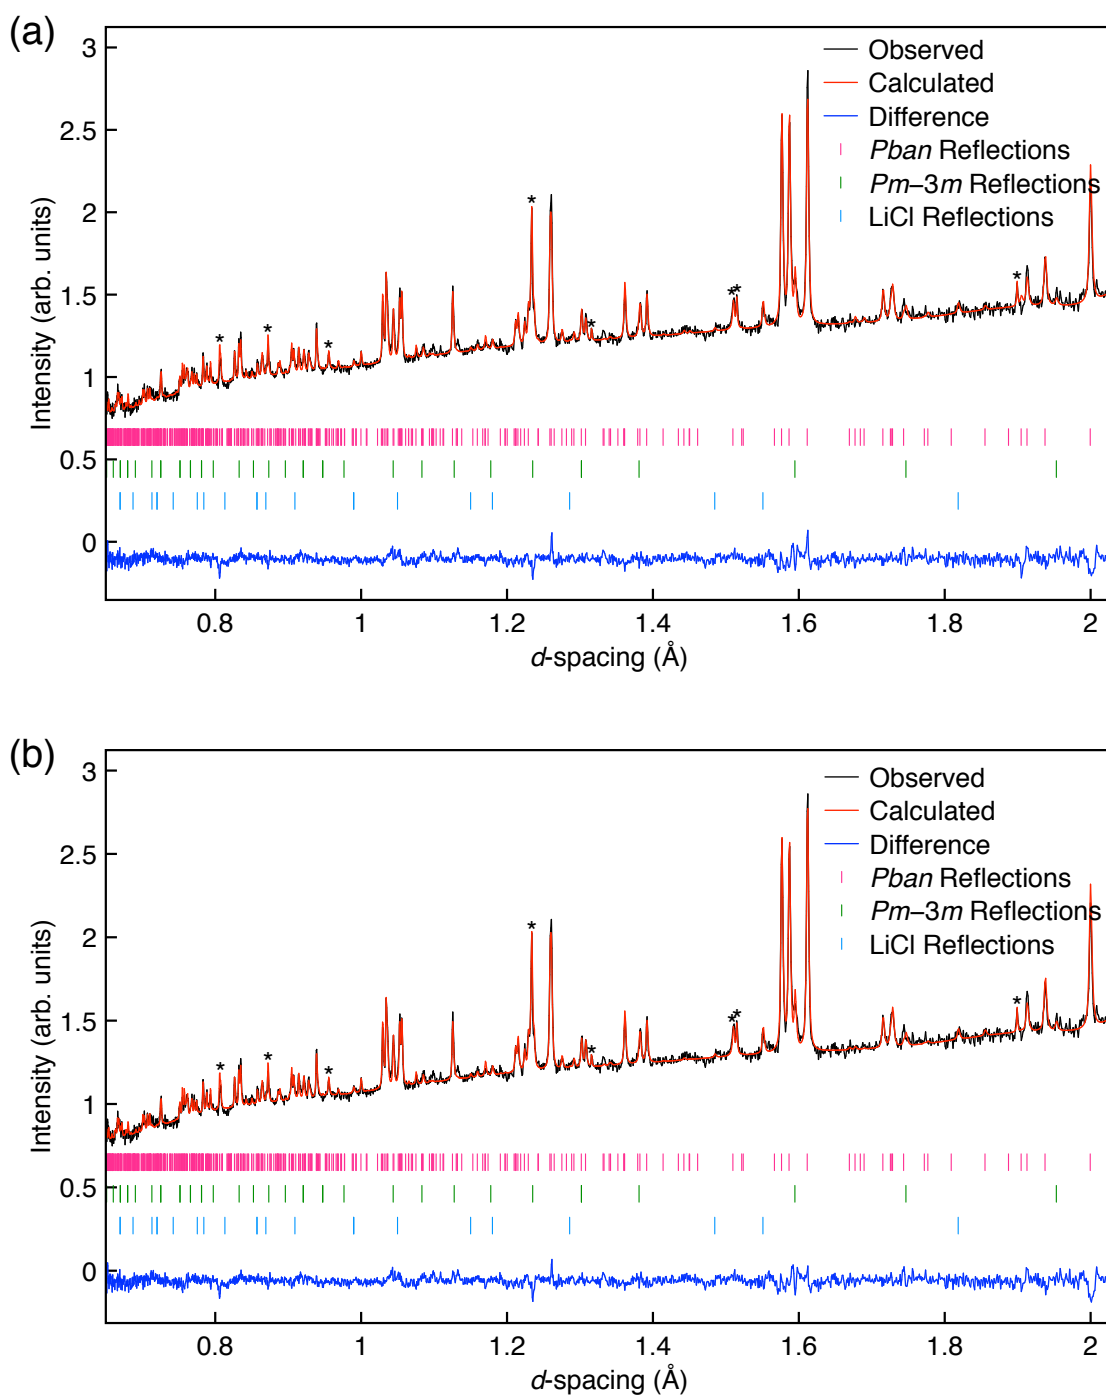 (a)
3
2.5
2
1.5
1
0.5
0
Intensity (arb. units)
Observed
Calculated
Difference
Pban Reflections
Pm–3m Reflections
LiCl Reflections
* * * * * * * *
0.8 1 1.2 1.4 1.6 1.8 2
d-spacing (Å)
(b)
3
2.5
2
1.5
1
0.5
0
Intensity (arb. units)
Observed
Calculated
Difference
Pban Reflections
Pm–3m Reflections
LiCl Reflections
* * * * * * * *
0.8 1 1.2 1.4 1.6 1.8 2
d-spacing (Å)